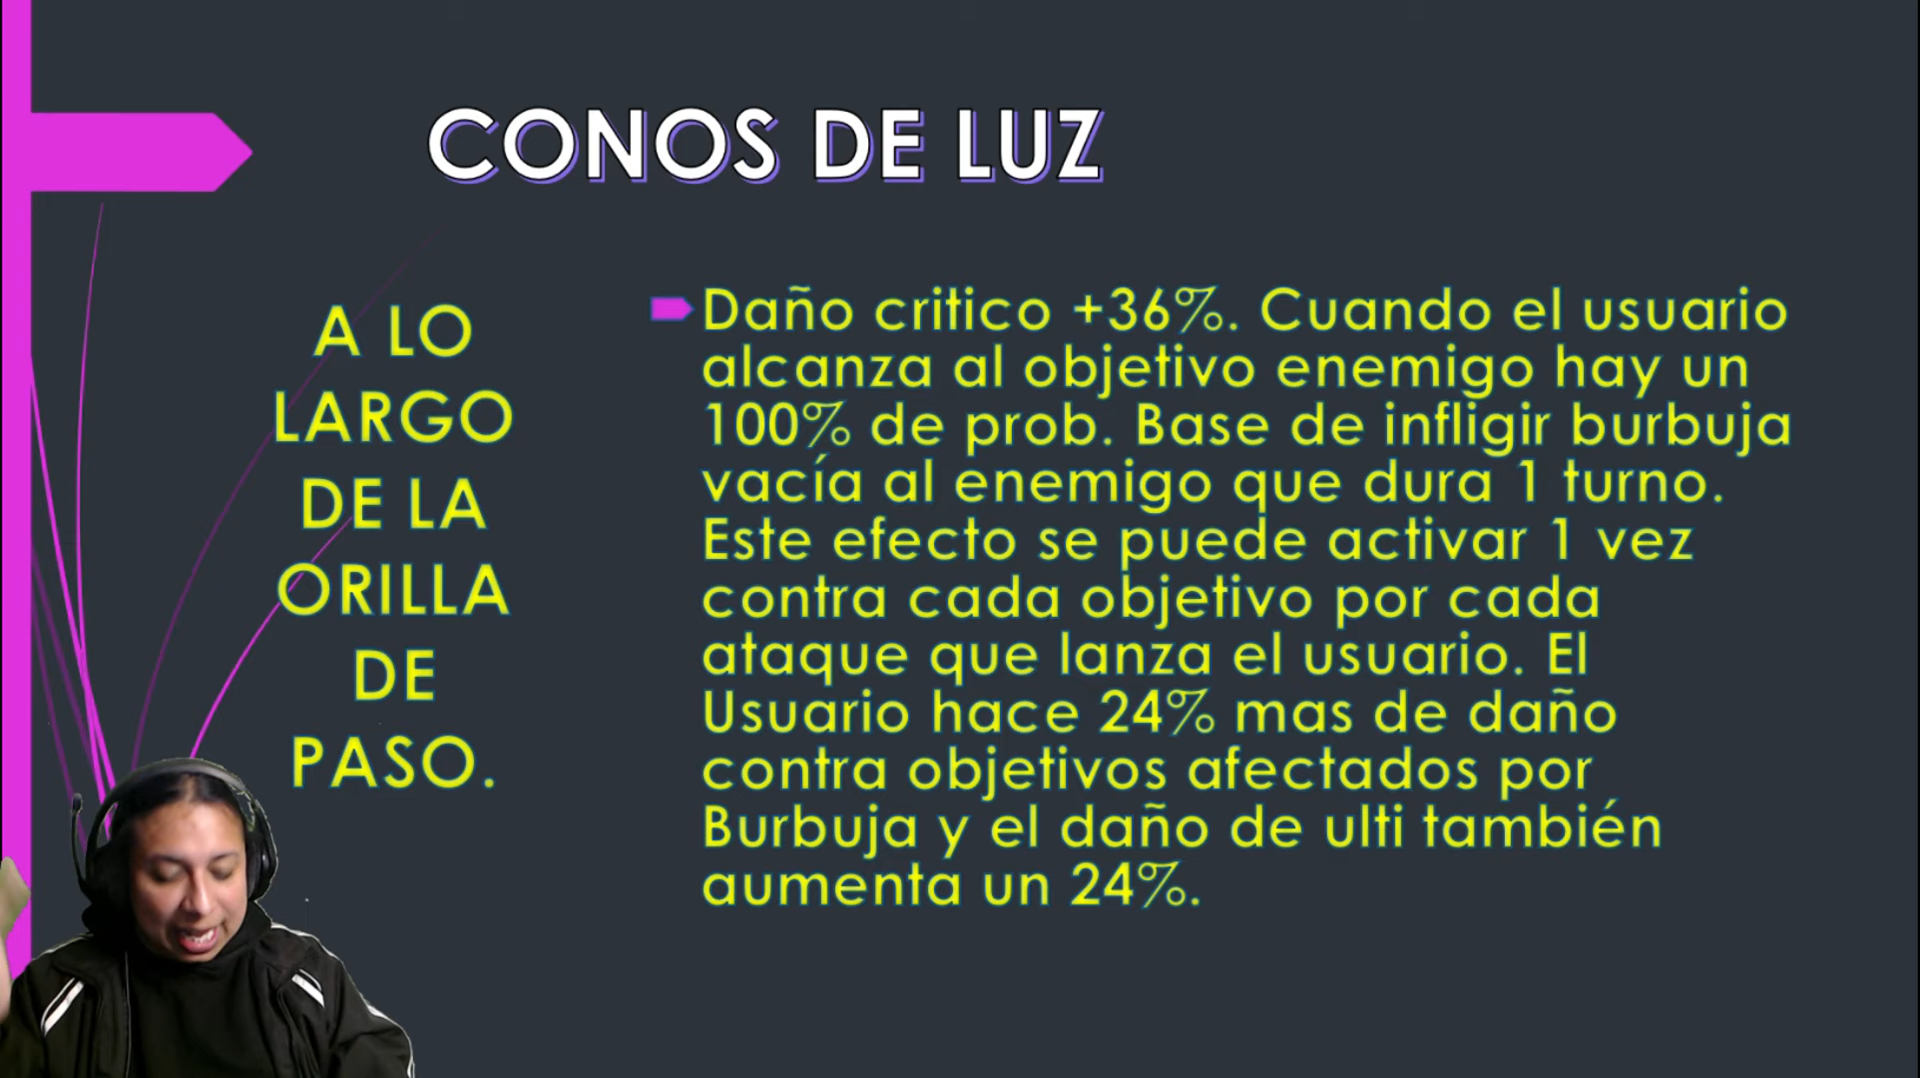 CONOS DE LUZ
A LO
LARGO
DE LA
ORILLA
DE
PASO.
Daño critico +36%. Cuando el usuario
alcanza al objetivo enemigo hay un
100% de prob. Base de infligir burbuja
vacía al enemigo que dura 1 turno.
Este efecto se puede activar 1 vez
contra cada objetivo por cada
ataque que lanza el usuario. El
Usuario hace 24% mas de daño
contra objetivos afectados por
Burbuja y el daño de ulti también
aumenta un 24%.